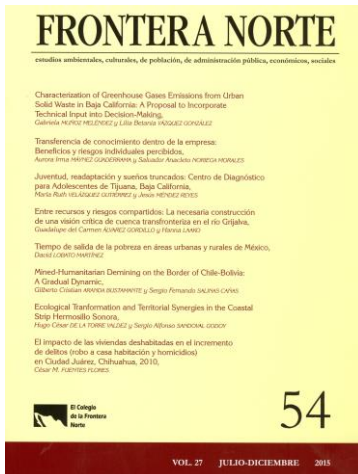 FRONTERA NORTE
estudios ambientales, culturales, de población, de administración pública, económicos, sociales
Characterization of Greenhouse Gases Emissions from Urban
Solid Waste in Baja California: A Proposal to Incorporate
Technical Input into Decision-Making,
Gabriela MUÑOZ MELÉNDEZ y Lilia Betania VÁZQUEZ GONZÁLEZ
Transferencia de conocimiento dentro de la empresa:
Beneficios y riesgos individuales percibidos,
Aurora Irma MÁYNEZ GUADERRAMA y Salvador Anacleto NORIEGA MORALES
Juventud, readaptación y sueños truncados: Centro de Diagnóstico
para Adolescentes de Tijuana, Baja California,
María Ruth VELÁZQUEZ GUTIÉRREZ y Jesús MÉNDEZ REYES
Entre recursos y riesgos compartidos: La necesaria construcción
de una visión crítica de cuenca transfronteriza en el río Grijalva,
Guadalupe del Carmen ÁLVAREZ GORDILLO y Hanna LAAKO
Tiempo de salida de la pobreza en áreas urbanas y rurales de México,
David LOBATO MARTÍNEZ
Mined-Humanitarian Demining on the Border of Chile-Bolivia:
A Gradual Dynamic,
Gilberto Cristian ARANDA BUSTAMANTE y Sergio Fernando SALINAS CAÑAS
Ecological Tranformation and Territorial Synergies in the Coastal
Strip Hermosillo Sonora,
Hugo César DE LA TORRE VALDEZ y Sergio Alfonso SANDOVAL GODOY
El impacto de las viviendas deshabitadas en el incremento
de delitos (robo a casa habitación y homicidios)
en Ciudad Juárez, Chihuahua, 2010,
César M. FUENTES FLORES
El Colegio
de la Frontera
Norte
54
VOL. 27 JULIO-DICIEMBRE 2015